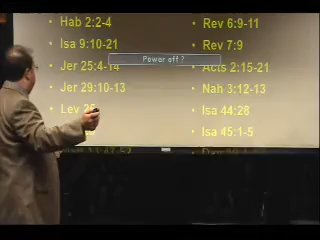 • Hab 2:2-4
• Isa 9:10-21
• Jer 25:4-14
• Jer 29:10-13
• Lev 26
• Rev 6:9-11
• Rev 7:9
• Acts 2:15-21
• Nah 3:12-13
• Isa 44:28
• Isa 45:1-5
Power off ?